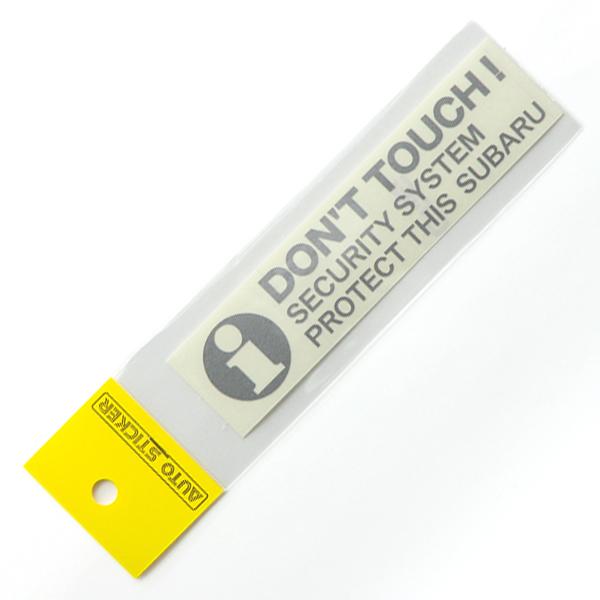 DON'T TOUCH!
SECURITY SYSTEM
PROTECT THIS SUBARU
i
AUTO STICKER